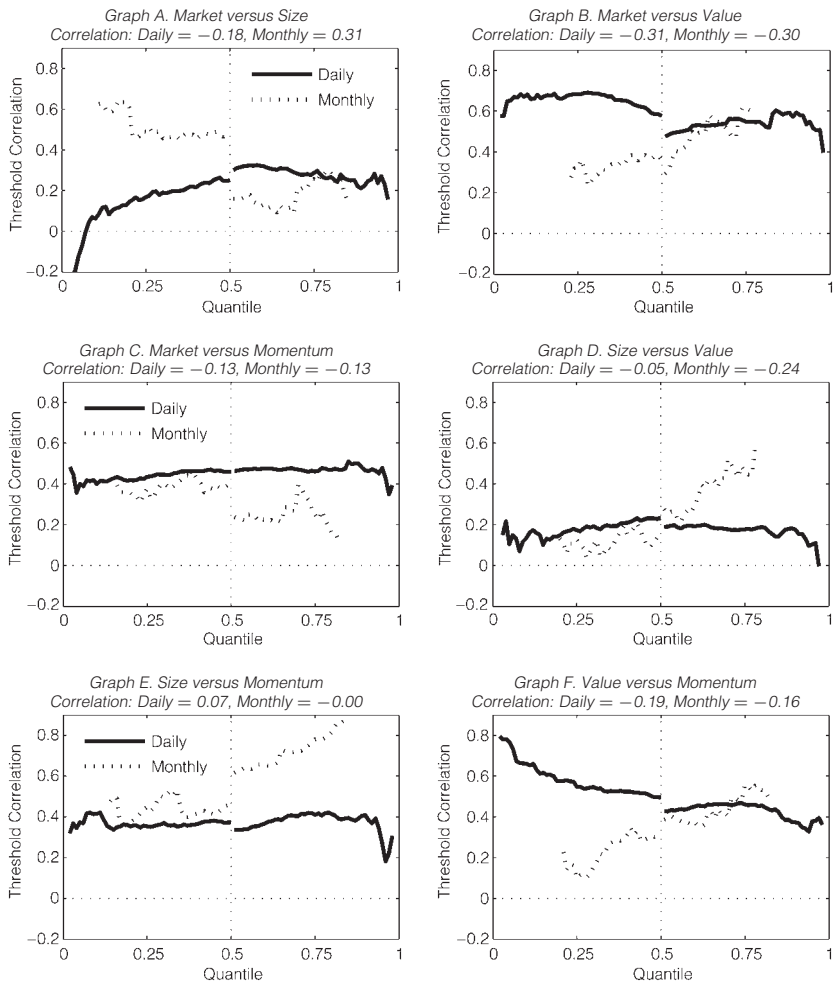 Graph A. Market versus Size
Correlation: Daily = −0.18, Monthly = 0.31
0.8
0.6
0.4
0.2
0
−0.2
Threshold Correlation
Daily
Monthly
0
0.25
0.5
0.75
1
Quantile
Graph B. Market versus Value
Correlation: Daily = −0.31, Monthly = −0.30
0.8
0.6
0.4
0.2
0
−0.2
Threshold Correlation
0
0.25
0.5
0.75
1
Quantile
Graph C. Market versus Momentum
Correlation: Daily = −0.13, Monthly = −0.13
0.8
0.6
0.4
0.2
0
−0.2
Threshold Correlation
Daily
Monthly
0
0.25
0.5
0.75
1
Quantile
Graph D. Size versus Value
Correlation: Daily = −0.05, Monthly = −0.24
0.8
0.6
0.4
0.2
0
−0.2
Threshold Correlation
0
0.25
0.5
0.75
1
Quantile
Graph E. Size versus Momentum
Correlation: Daily = 0.07, Monthly = −0.00
0.8
0.6
0.4
0.2
0
−0.2
Threshold Correlation
Daily
Monthly
0
0.25
0.5
0.75
1
Quantile
Graph F. Value versus Momentum
Correlation: Daily = −0.19, Monthly = −0.16
0.8
0.6
0.4
0.2
0
−0.2
Threshold Correlation
0
0.25
0.5
0.75
1
Quantile